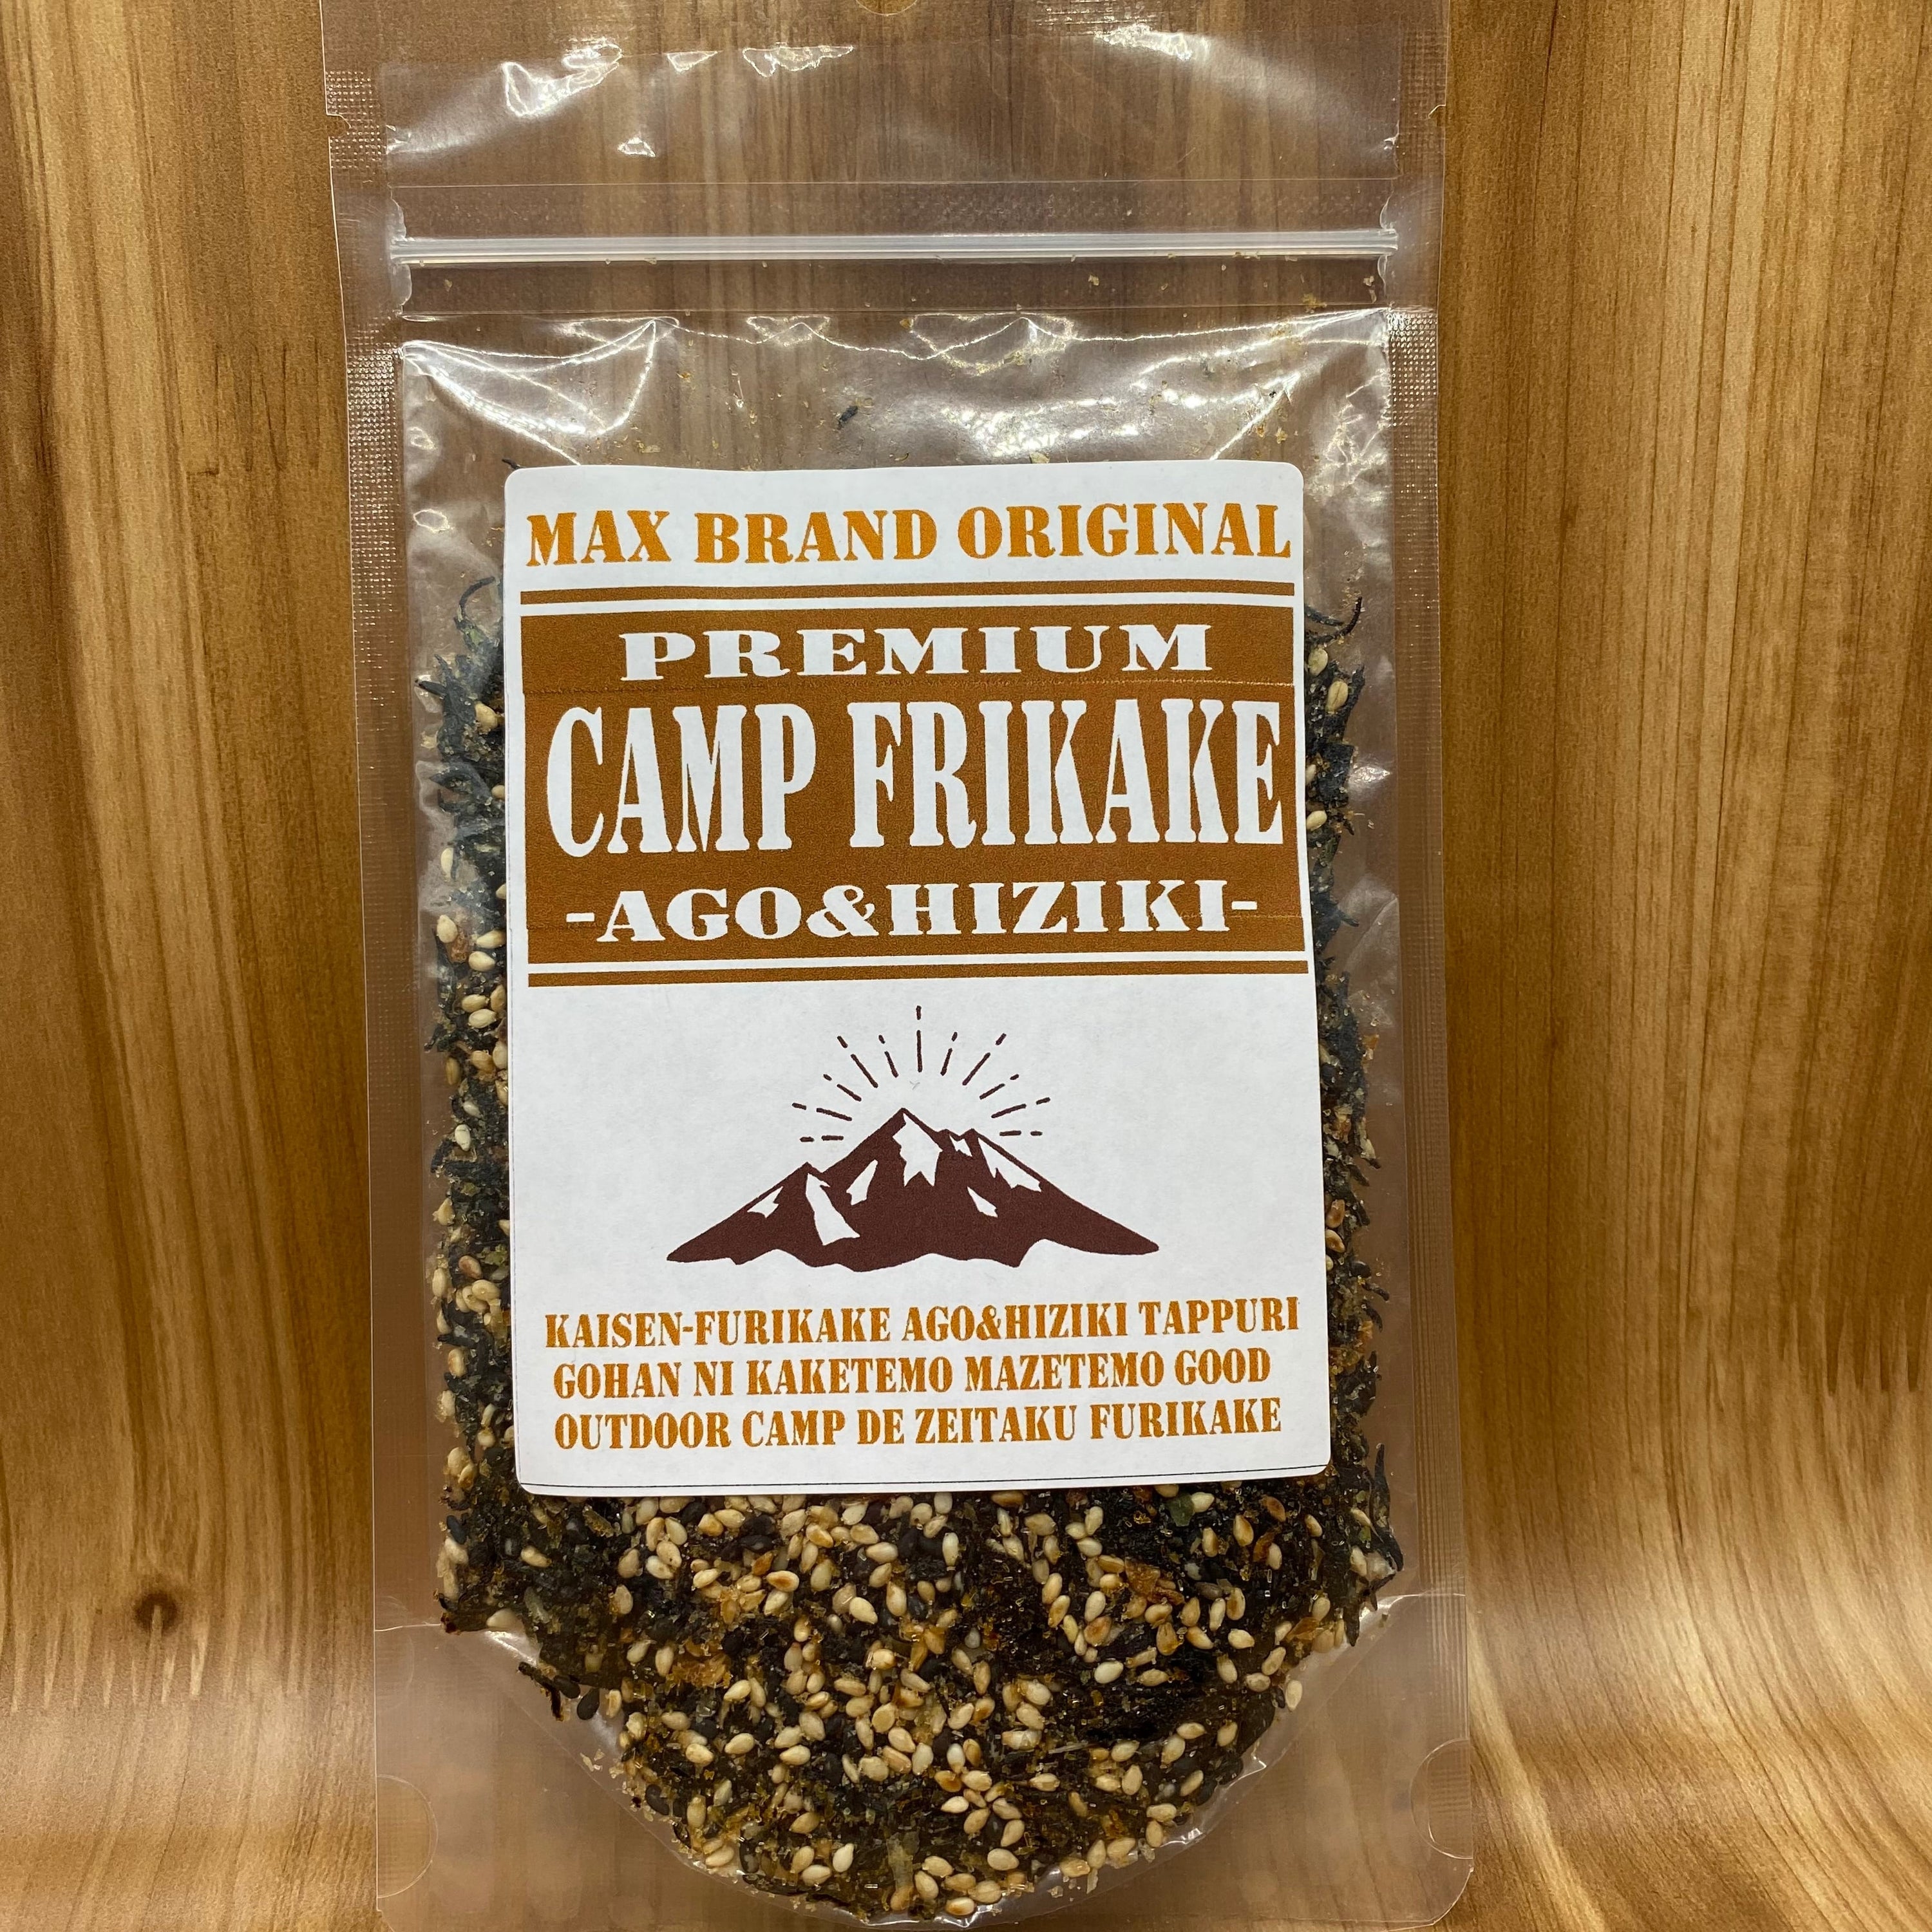 MAX BRAND ORIGINAL
PREMIUM
CAMP FRIKAKE
-AGO&HIZIKI-
KAISEN-FURIKAKE AGO&HIZIKI TAPPURI
GOHAN NI KAKETEMO MAZETEMO GOOD
OUTDOOR CAMP DE ZEITAKU FURIKAKE